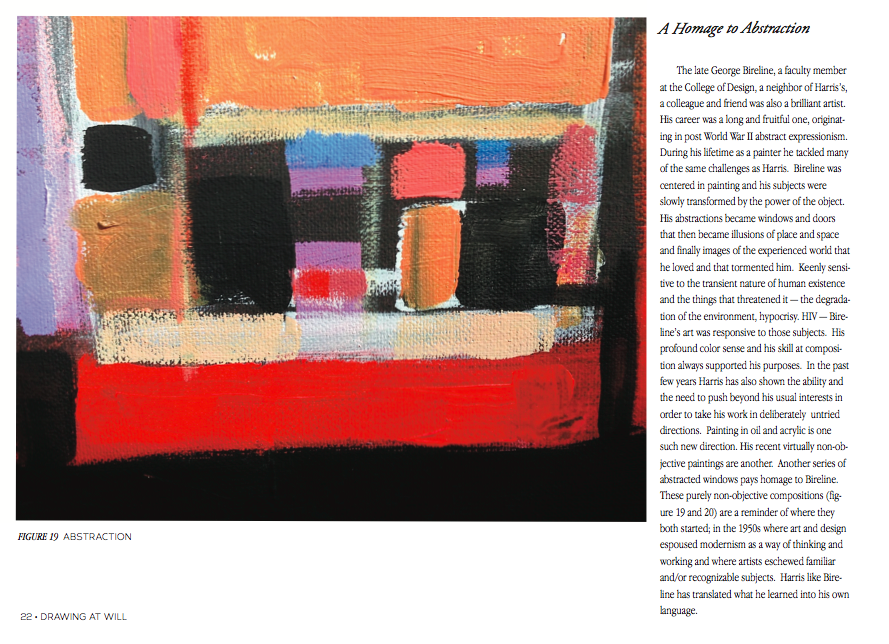 A Homage to Abstraction
The late George Bireline, a faculty member
at the College of Design, a neighbor of Harris's,
a colleague and friend was also a brilliant artist.
His career was a long and fruitful one, originat-
ing in post World War II abstract expressionism.
During his lifetime as a painter he tackled many
of the same challenges as Harris. Bireline was
centered in painting and his subjects were
slowly transformed by the power of the object.
His abstractions became windows and doors
that then became illusions of place and space
and finally images of the experienced world that
he loved and that tormented him. Keenly sensi-
tive to the transient nature of human existence
and the things that threatened it — the degrada-
tion of the environment, hypocrisy. HIV — Bire-
line's art was responsive to those subjects. His
profound color sense and his skill at composi-
tion always supported his purposes. In the past
few years Harris has also shown the ability and
the need to push beyond his usual interests in
order to take his work in deliberately untried
directions. Painting in oil and acrylic is one
such new direction. His recent virtually non-ob-
jective paintings are another. Another series of
abstracted windows pays homage to Bireline.
These purely non-objective compositions (fig-
ure 19 and 20) are a reminder of where they
both started; in the 1950s where art and design
espoused modernism as a way of thinking and
working and where artists eschewed familiar
and/or recognizable subjects. Harris like Bire-
line has translated what he learned into his own
language.
FIGURE 19 ABSTRACTION
22 • DRAWING AT WILL